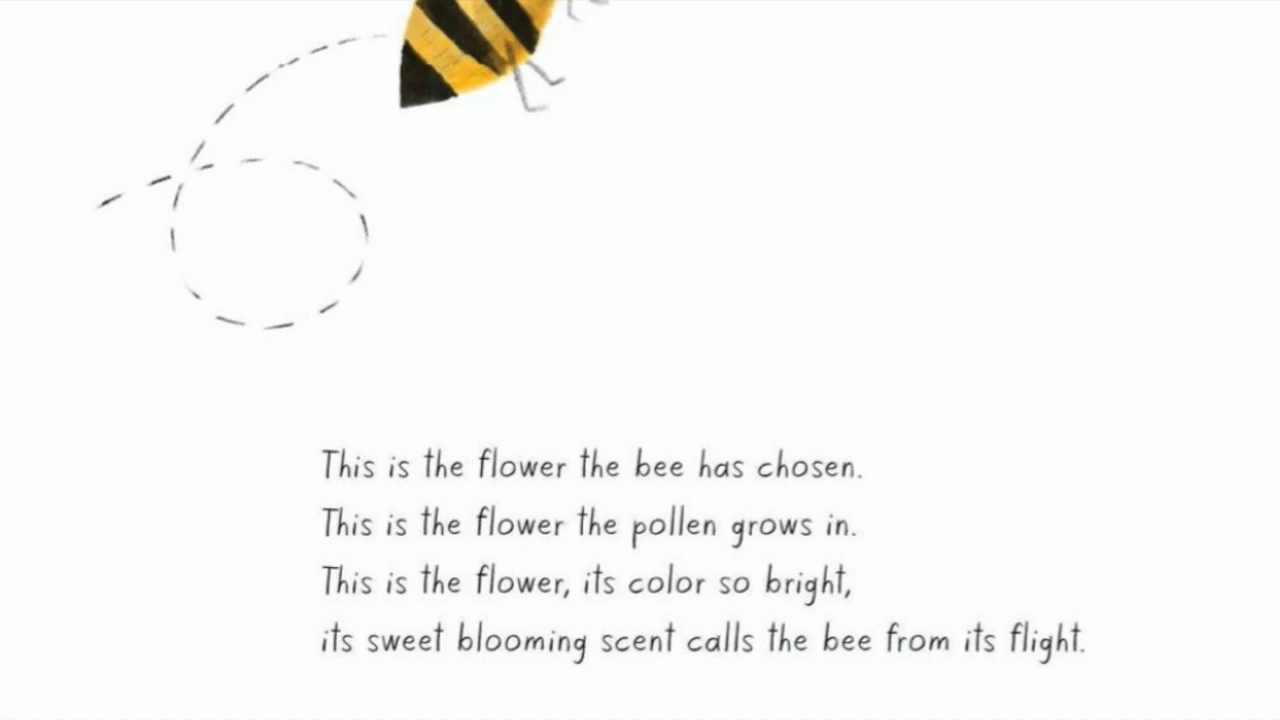 This is the flower the bee has chosen.
This is the flower the pollen grows in.
This is the flower, its color so bright,
its sweet blooming scent calls the bee from its flight.